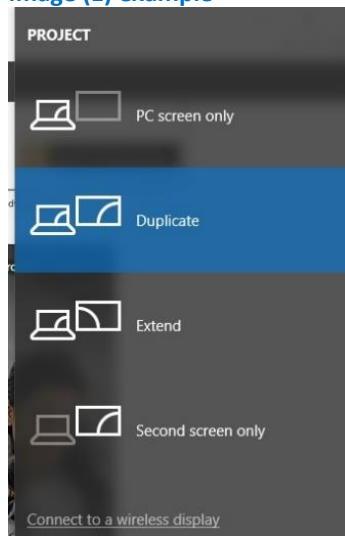 Image (2) example
PROJECT
PC screen only
Duplicate
Extend
Second screen only
Connect to a wireless display